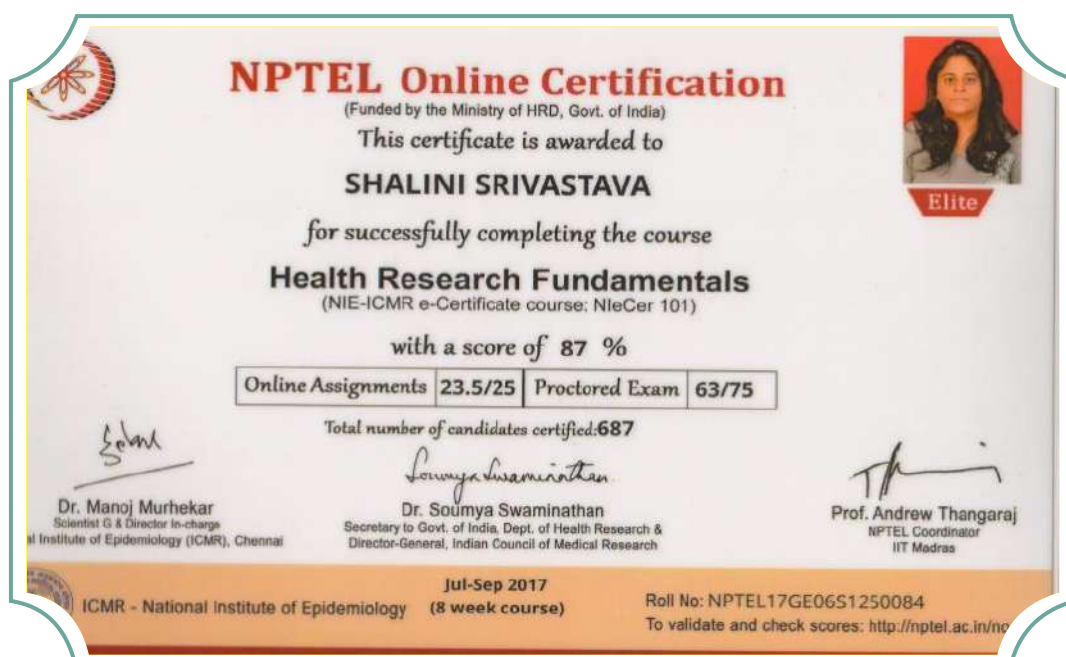 NPTEL Online Certification
(Funded by the Ministry of HRD, Govt. of India)
This certificate is awarded to
SHALINI SRIVASTAVA
Elite
for successfully completing the course
Health Research Fundamentals
(NIE-ICMR e-Certificate course: NIeCer 101)
with a score of 87 %
Online Assignments 23.5/25 Proctored Exam 63/75
Total number of candidates certified:687
Soumya Swaminathan
Dr. Manoj Murhekar
Scientist G & Director In-charge
al Institute of Epidemiology (ICMR), Chennai
Dr. Soumya Swaminathan
Secretary to Govt. of India, Dept. of Health Research &
Director-General, Indian Council of Medical Research
Prof. Andrew Thangaraj
NPTEL Coordinator
IIT Madras
ICMR - National Institute of Epidemiology
Jul-Sep 2017
(8 week course)
Roll No: NPTEL17GE06S1250084
To validate and check scores: http://nptel.ac.in/no